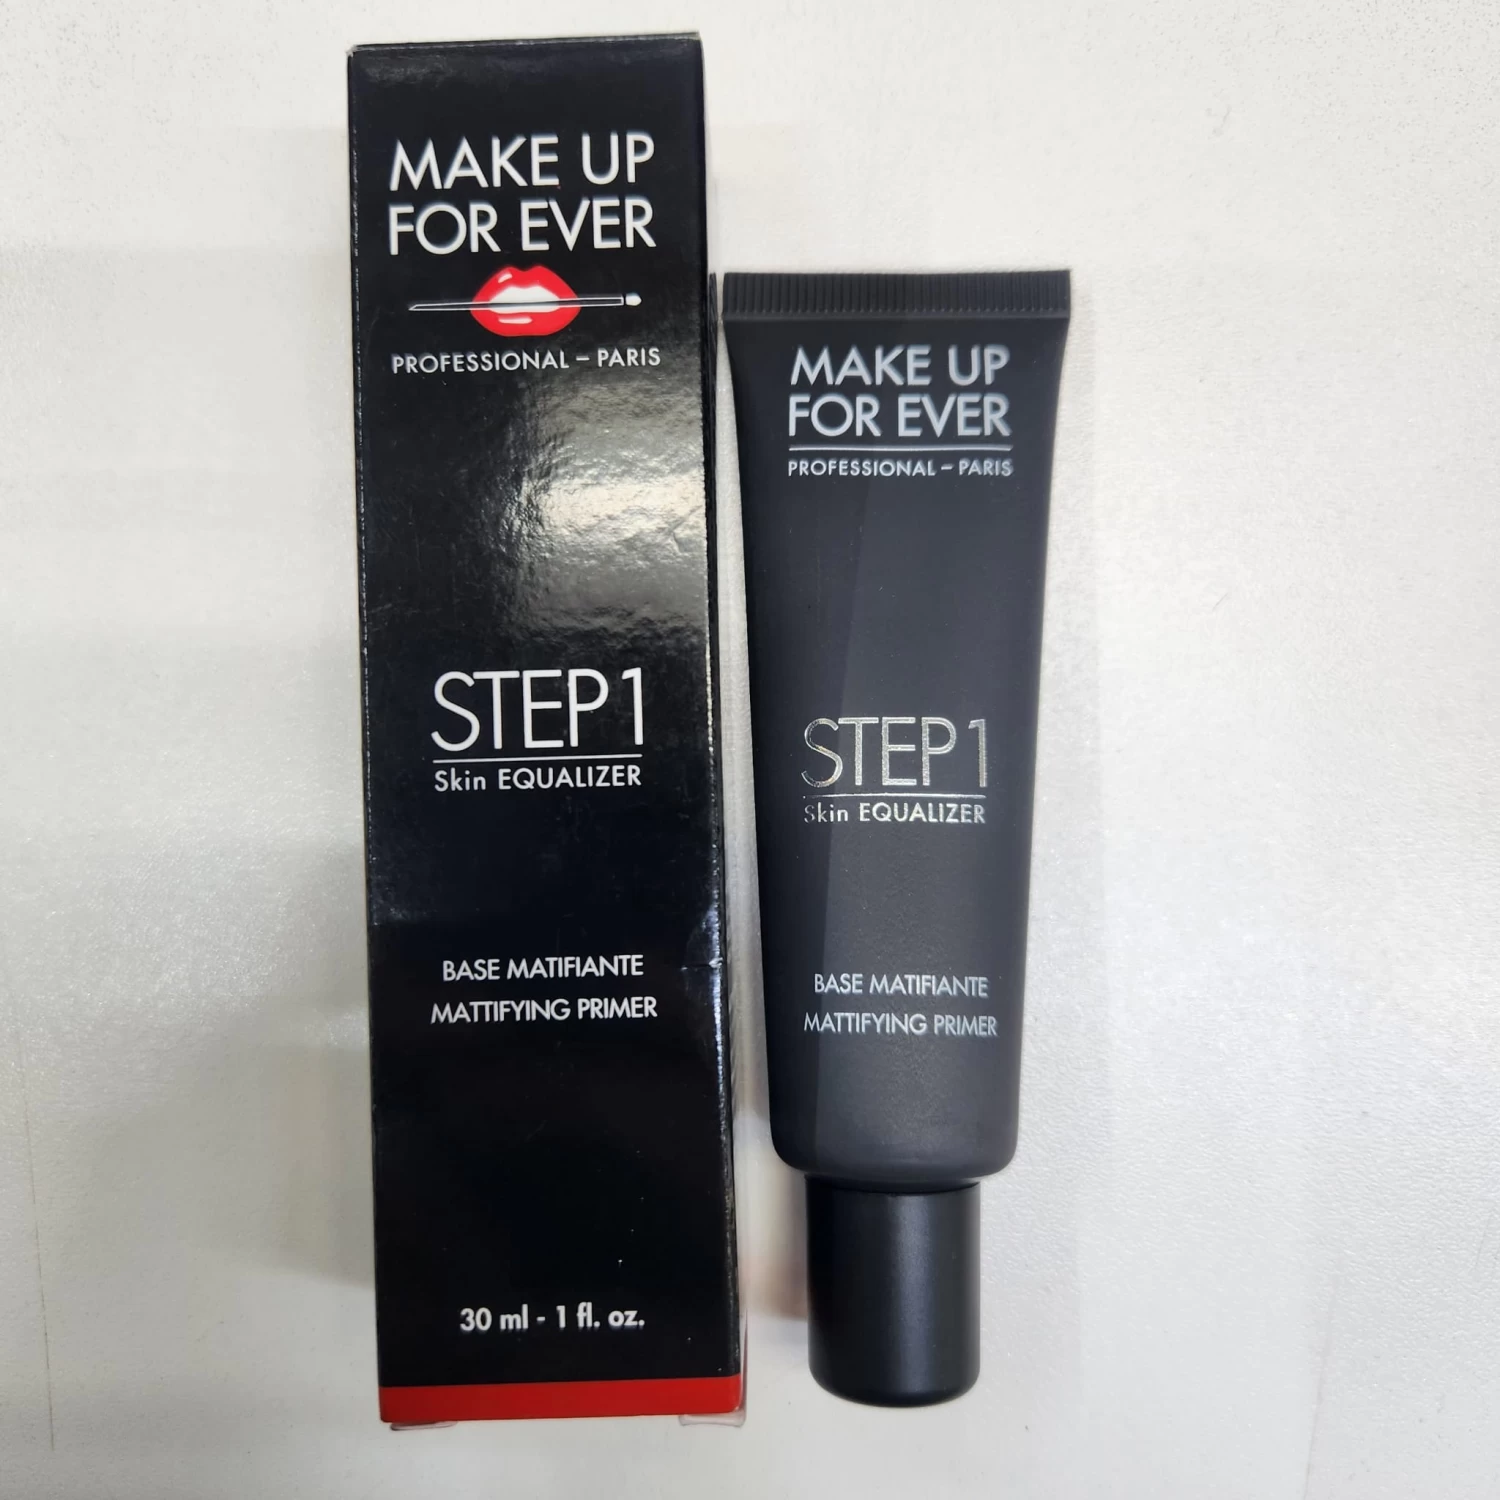 MAKE UP
FOR EVER
PROFESSIONAL – PARIS
STEP 1
Skin EQUALIZER
BASE MATIFIANTE
MATTIFYING PRIMER
30 ml - 1 fl. oz.
MAKE UP
FOR EVER
PROFESSIONAL – PARIS
STEP 1
Skin EQUALIZER
BASE MATIFIANTE
MATTIFYING PRIMER